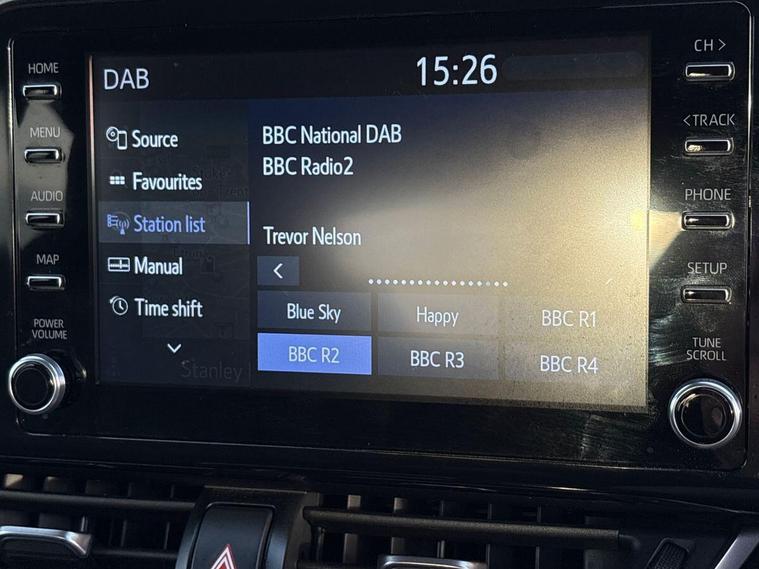 DAB
15:26
HOME
MENU
AUDIO
MAP
POWER
VOLUME
Source
Favourites
Station list
Manual
Time shift
Stanley
BBC National DAB
BBC Radio2
Trevor Nelson
Blue Sky
Happy
BBC R1
BBC R2
BBC R3
BBC R4
CH >
< TRACK
PHONE
SETUP
TUNE
SCROLL